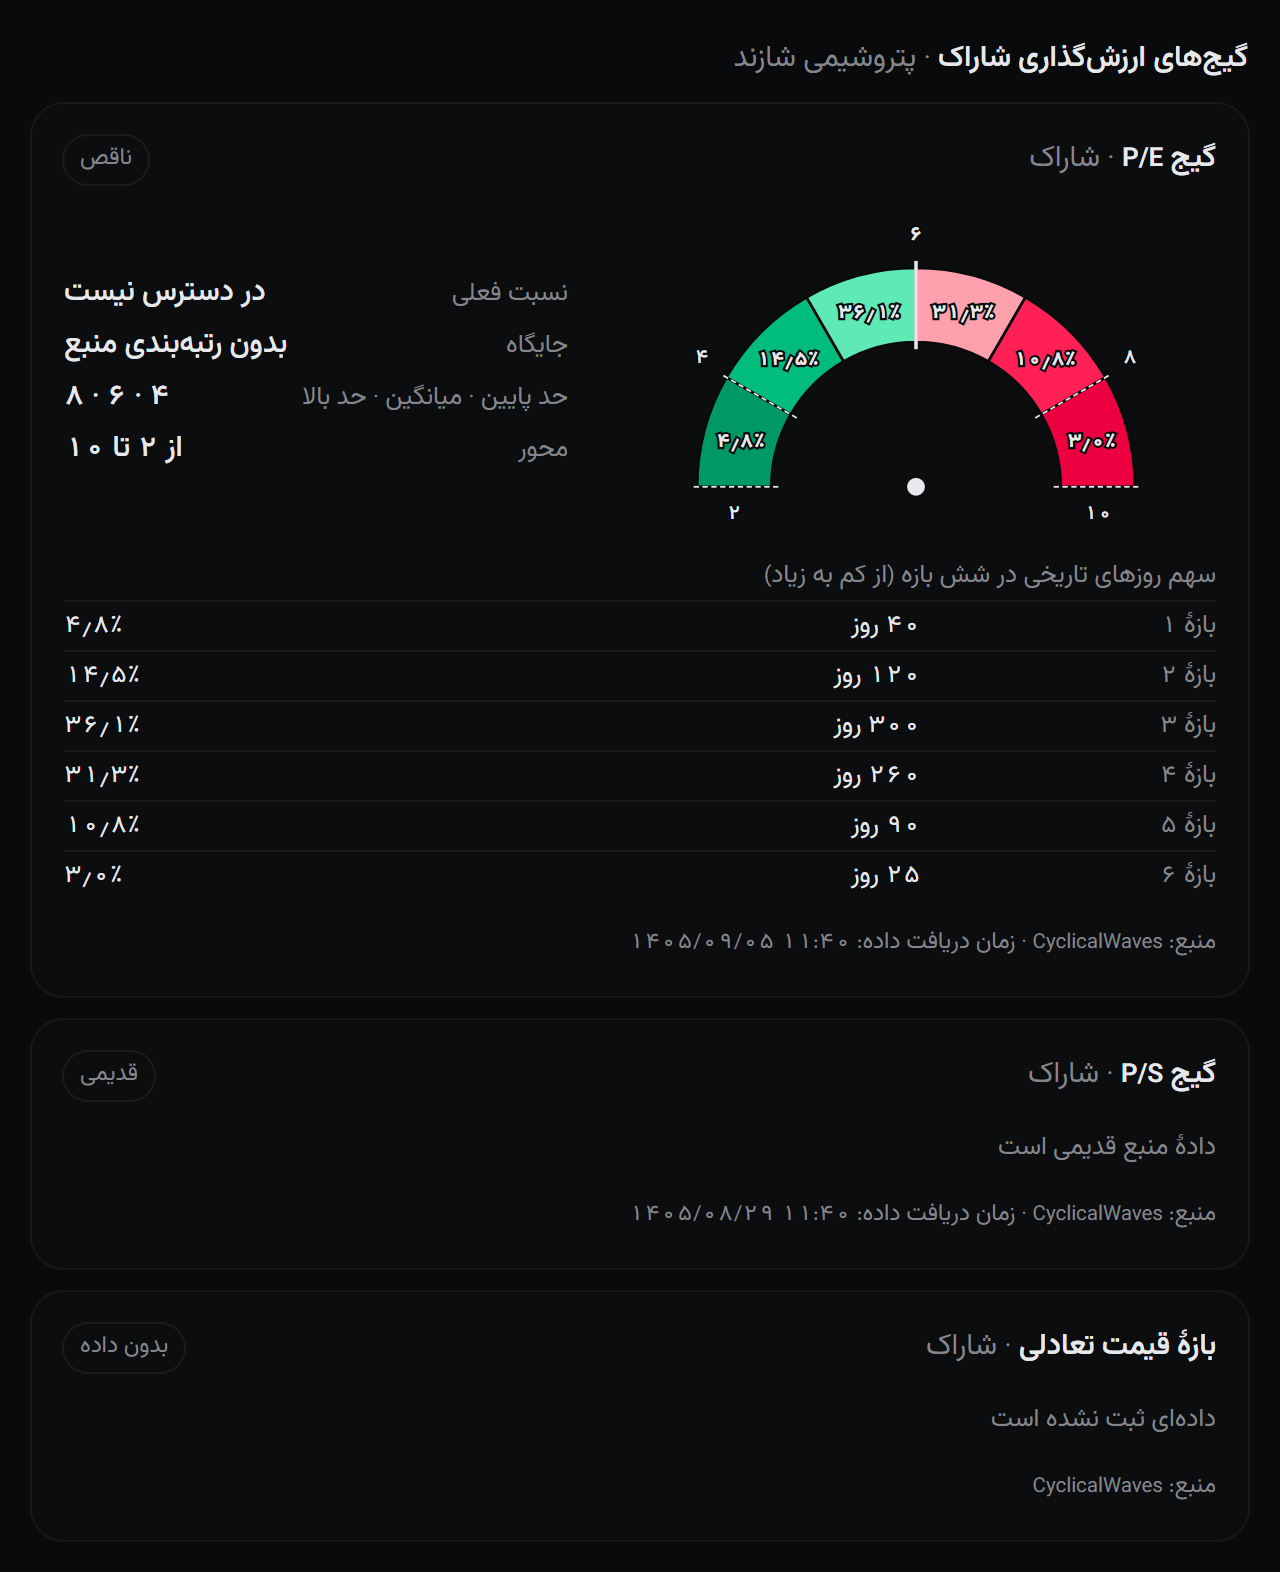 گیج‌های ارزش‌گذاری شاراک · پتروشیمی شازند
گیج P/E · شاراک
ناقص
۶
۳۶٫۱٪
۳۱٫۳٪
۱۴٫۵٪
۱۰٫۸٪
۴
۸
۴٫۸٪
۳٫۰٪
۲
۱۰
نسبت فعلی
در دسترس نیست
جایگاه
بدون رتبه‌بندی منبع
حد پایین · میانگین · حد بالا
۴ · ۶ · ۸
محور
از ۲ تا ۱۰
سهم روزهای تاریخی در شش بازه (از کم به زیاد)
بازهٔ ۱ ۴۰ روز ۴٫۸٪
بازهٔ ۲ ۱۲۰ روز ۱۴٫۵٪
بازهٔ ۳ ۳۰۰ روز ۳۶٫۱٪
بازهٔ ۴ ۲۶۰ روز ۳۱٫۳٪
بازهٔ ۵ ۹۰ روز ۱۰٫۸٪
بازهٔ ۶ ۲۵ روز ۳٫۰٪
منبع: CyclicalWaves · زمان دریافت داده: ۱۴۰۵/۰۹/۰۵ ۱۱:۴۰
گیج P/S · شاراک
قدیمی
دادهٔ منبع قدیمی است
منبع: CyclicalWaves · زمان دریافت داده: ۱۴۰۵/۰۸/۲۹ ۱۱:۴۰
بازهٔ قیمت تعادلی · شاراک
بدون داده
داده‌ای ثبت نشده است
منبع: CyclicalWaves